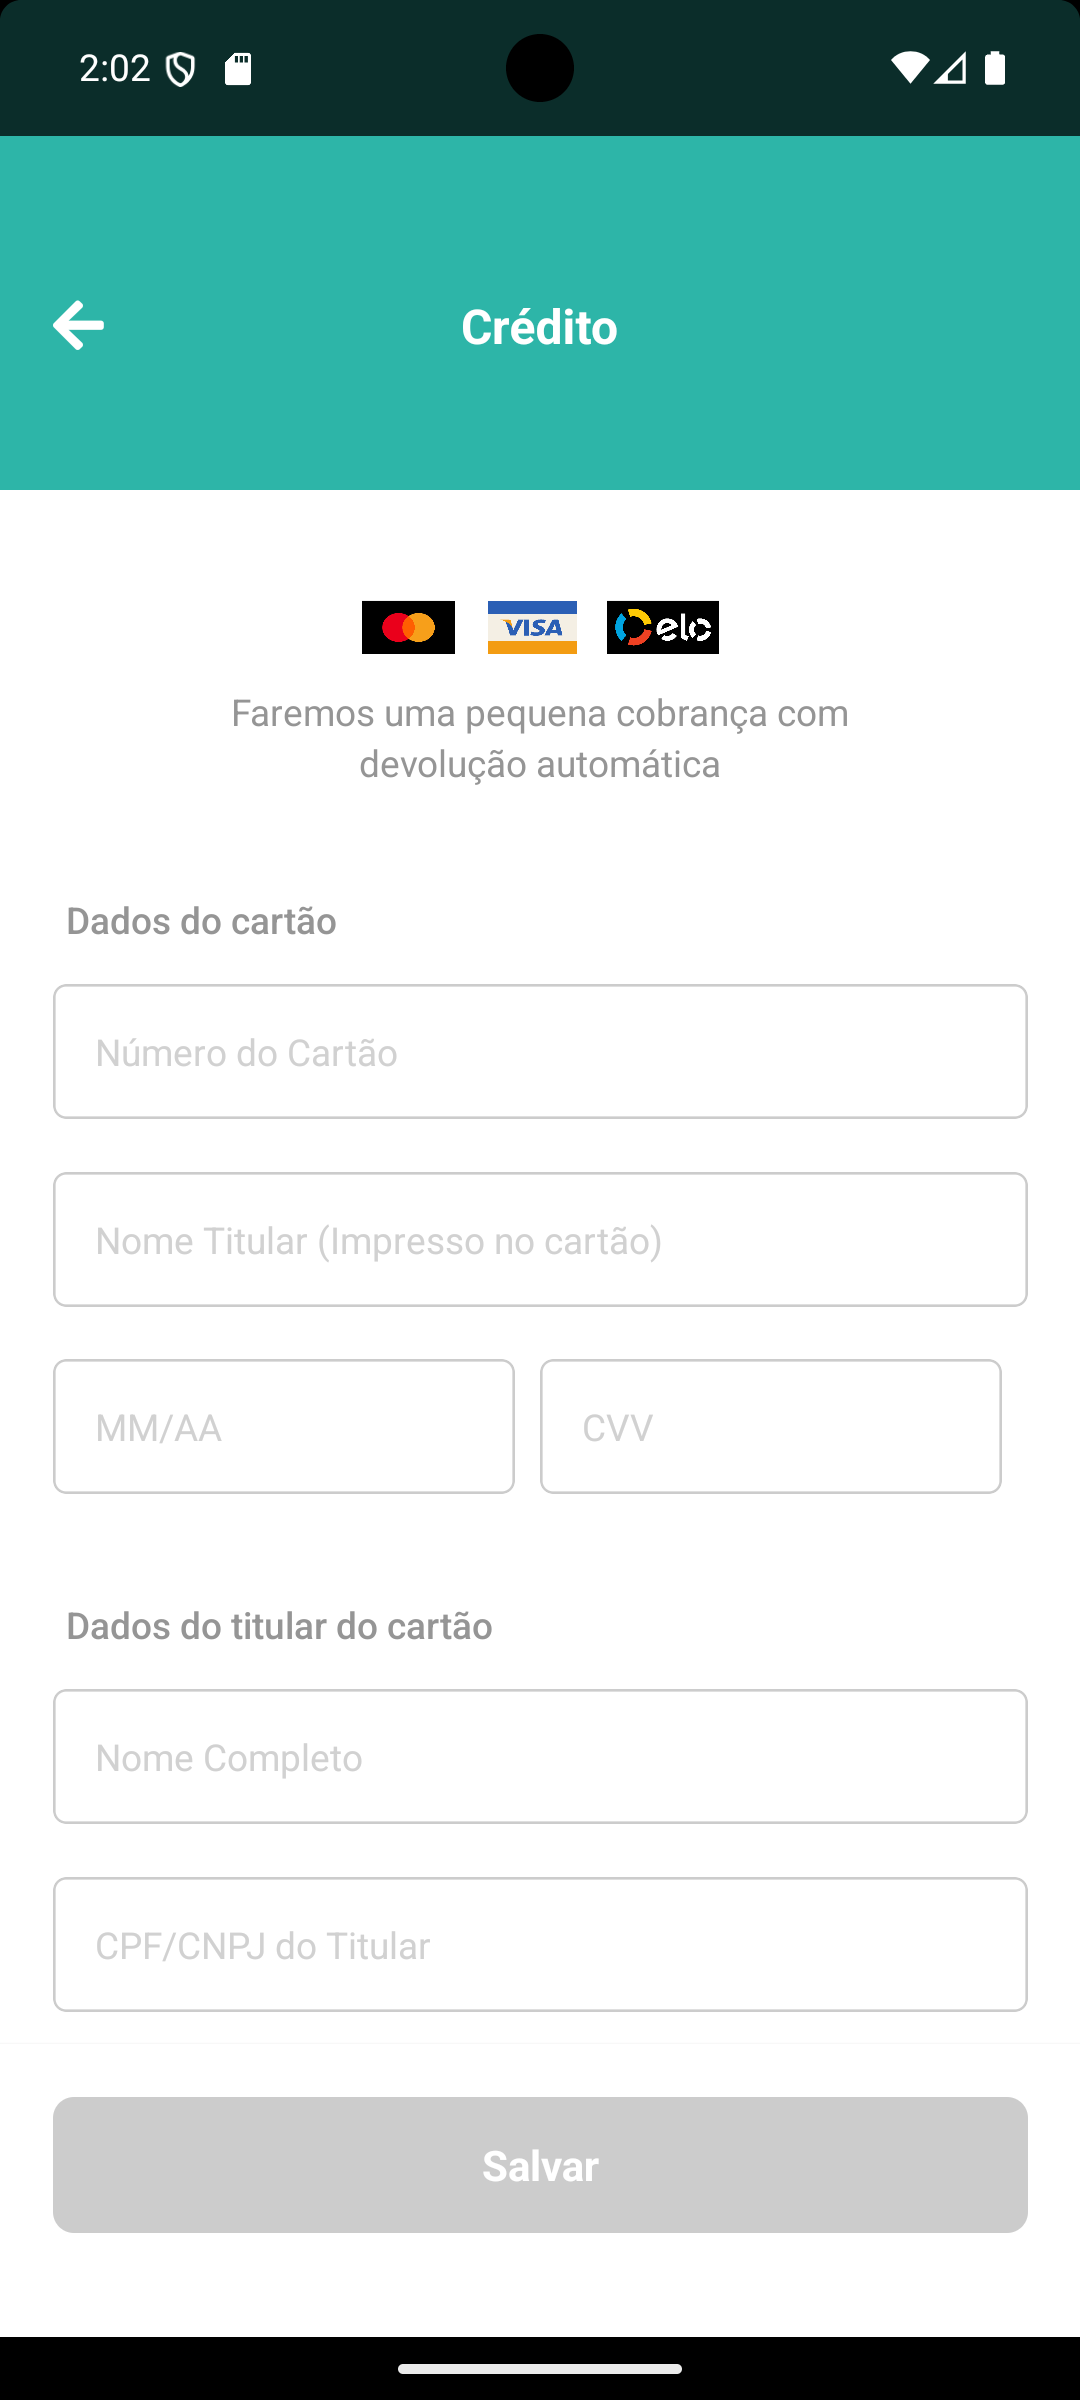 2:02
Crédito
VISA
elo
Faremos uma pequena cobrança com
devolução automática
Dados do cartão
Número do Cartão
Nome Titular (Impresso no cartão)
MM/AA
CVV
Dados do titular do cartão
Nome Completo
CPF/CNPJ do Titular
Salvar